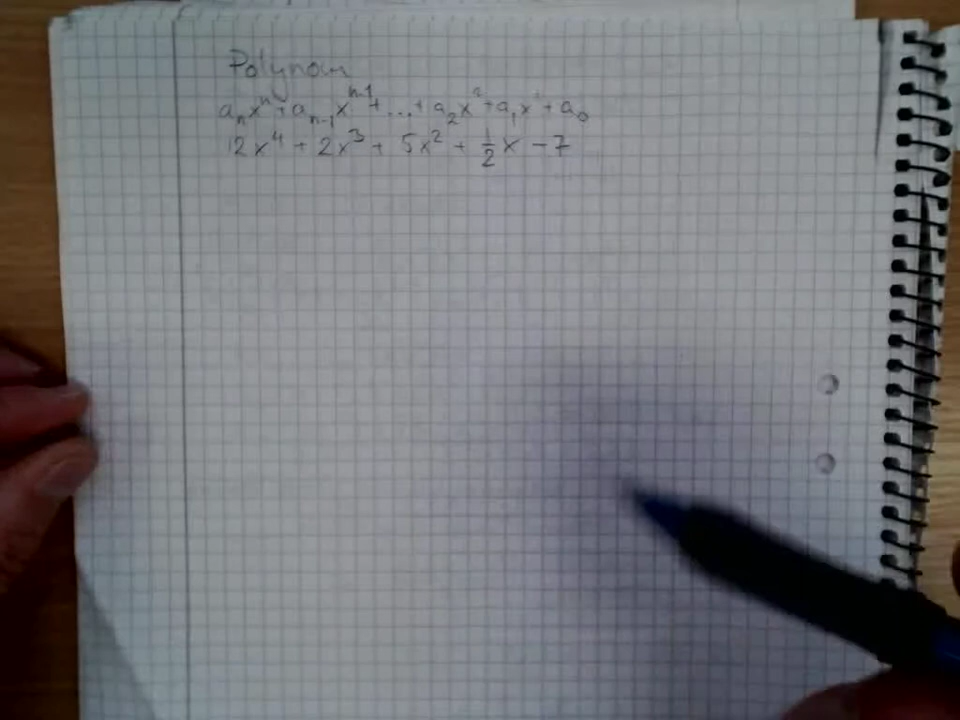 Polynom
aₙxⁿ + aₙ₋₁xⁿ⁻¹ + ... + a₂x² + a₁x¹ + a₀
12x⁴ + 2x³ + 5x² + ½x - 7